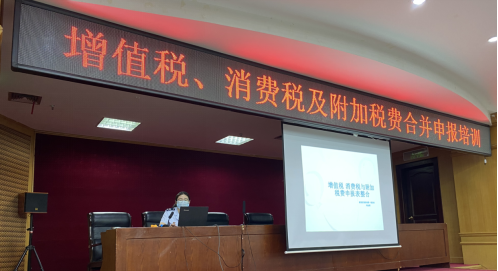 增值税、消费税及附加税费合并申报培训
增值税 消费税与附加
税费申报表整合